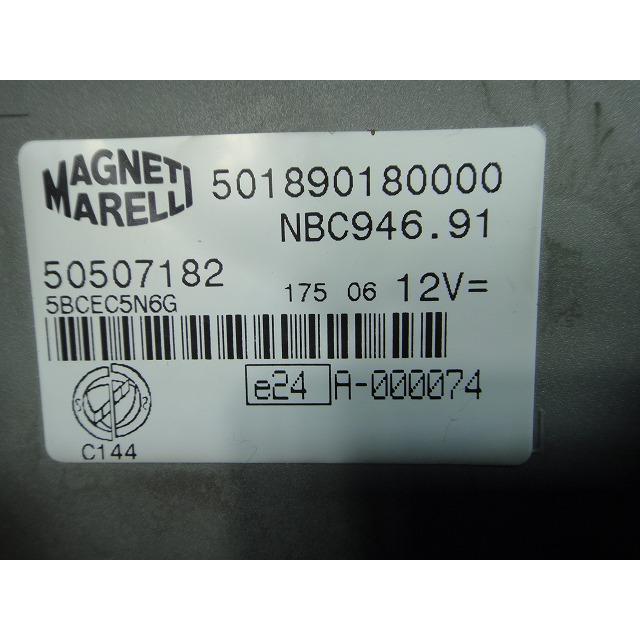 MAGNETI MARELLI 501890180000
NBC946.91
50507182
5BCEC5N6G 175 06 12V=
e24 A-000074
C144